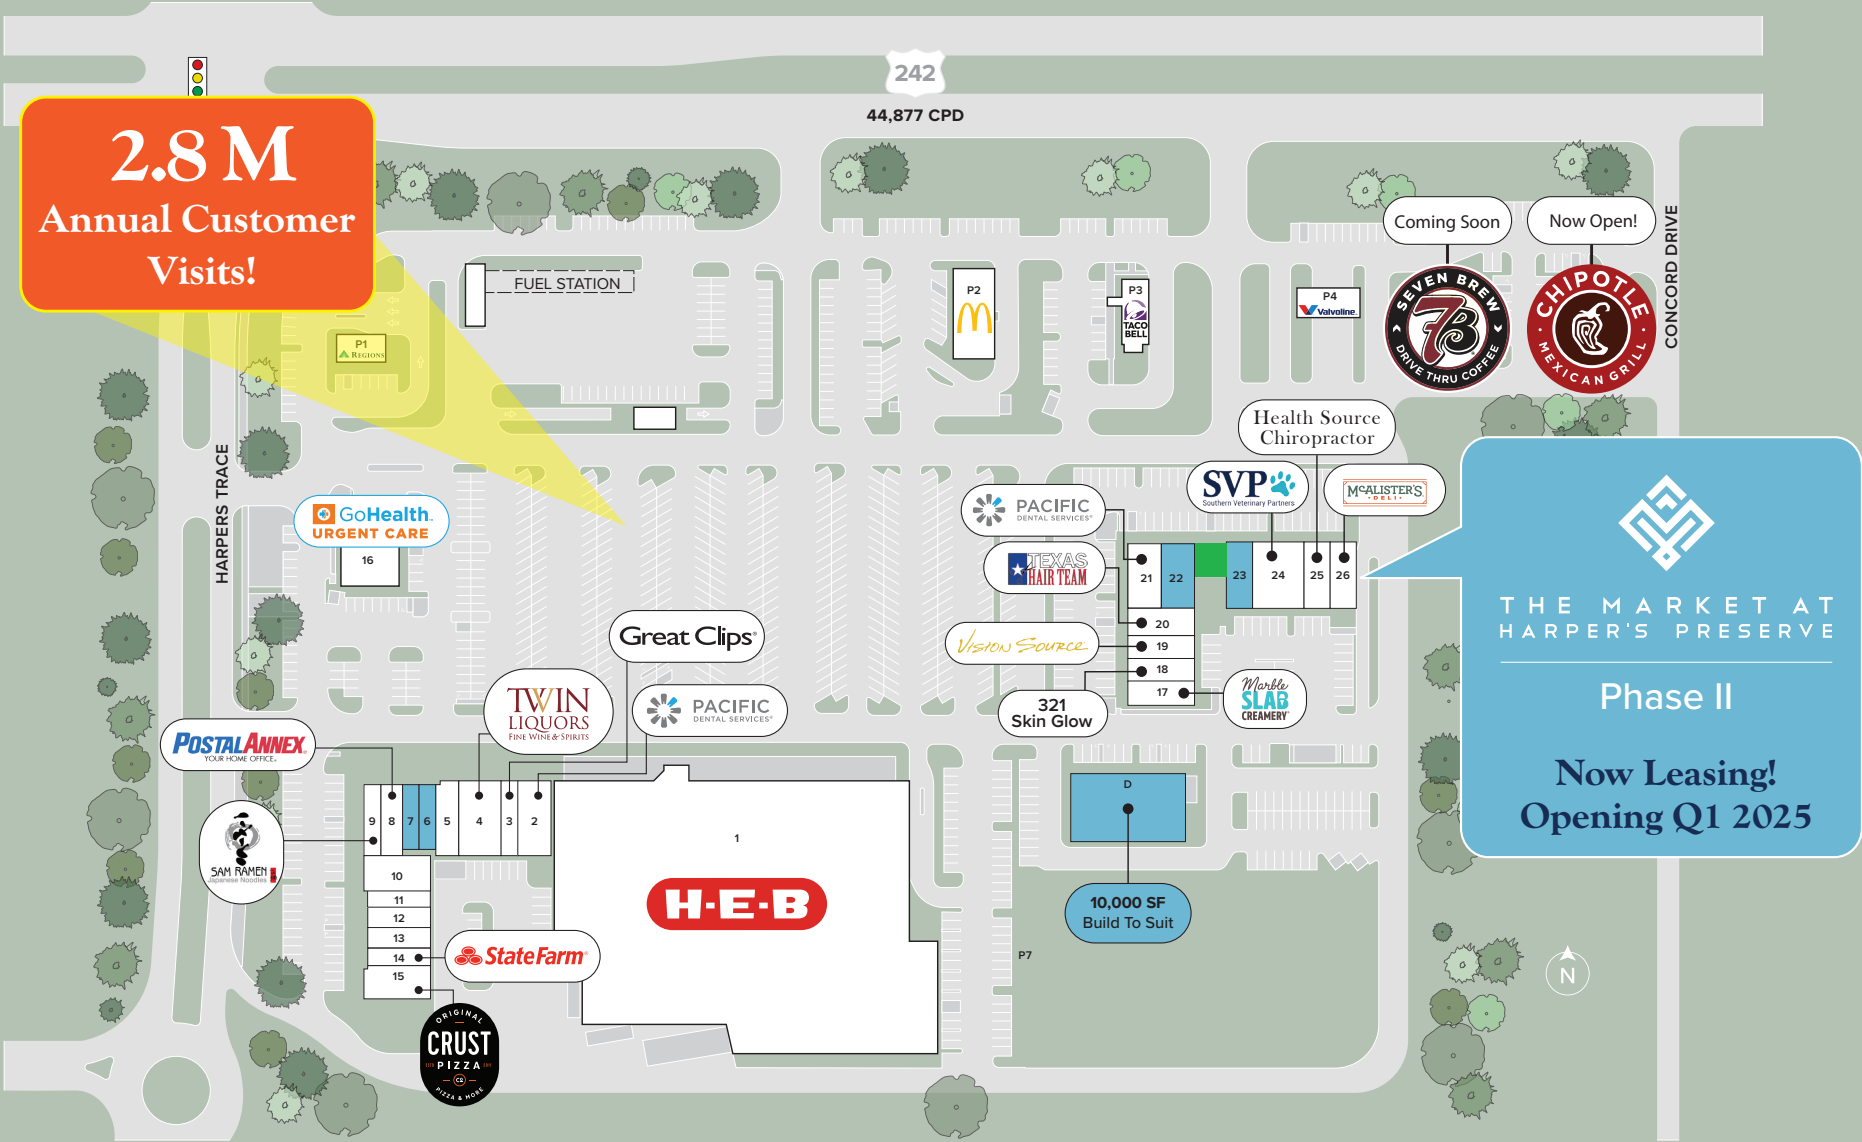 242
44,877 CPD
2.8 M
Annual Customer
Visits!
Coming Soon
Now Open!
SEVEN BREW
7B
DRIVE THRU COFFEE
CHIPOTLE
MEXICAN GRILL
CONCORD DRIVE
FUEL STATION
P1
REGIONS
P2
P3
TACO
BELL
P4
Valvoline
HARPERS TRACE
GoHealth
URGENT CARE
16
Health Source
Chiropractor
SVP
Southern Veterinary Partners
McALISTER'S
DELI
PACIFIC
DENTAL SERVICES
TEXAS
HAIR TEAM
VISION SOURCE
321
Skin Glow
Marble
SLAB
CREAMERY
21
22
23
24
25
26
20
19
18
17
THE MARKET AT
HARPER'S PRESERVE
Phase II
Now Leasing!
Opening Q1 2025
Great Clips
TWIN
LIQUORS
FINE WINE & SPIRITS
PACIFIC
DENTAL SERVICES
POSTALANNEX
YOUR HOME OFFICE
SAM RAMEN
Japanese Noodles
9
8
7
6
5
4
3
2
1
10
11
12
13
14
15
H-E-B
StateFarm
ORIGINAL
CRUST
PIZZA
PIZZA & MORE
D
10,000 SF
Build To Suit
P7
N